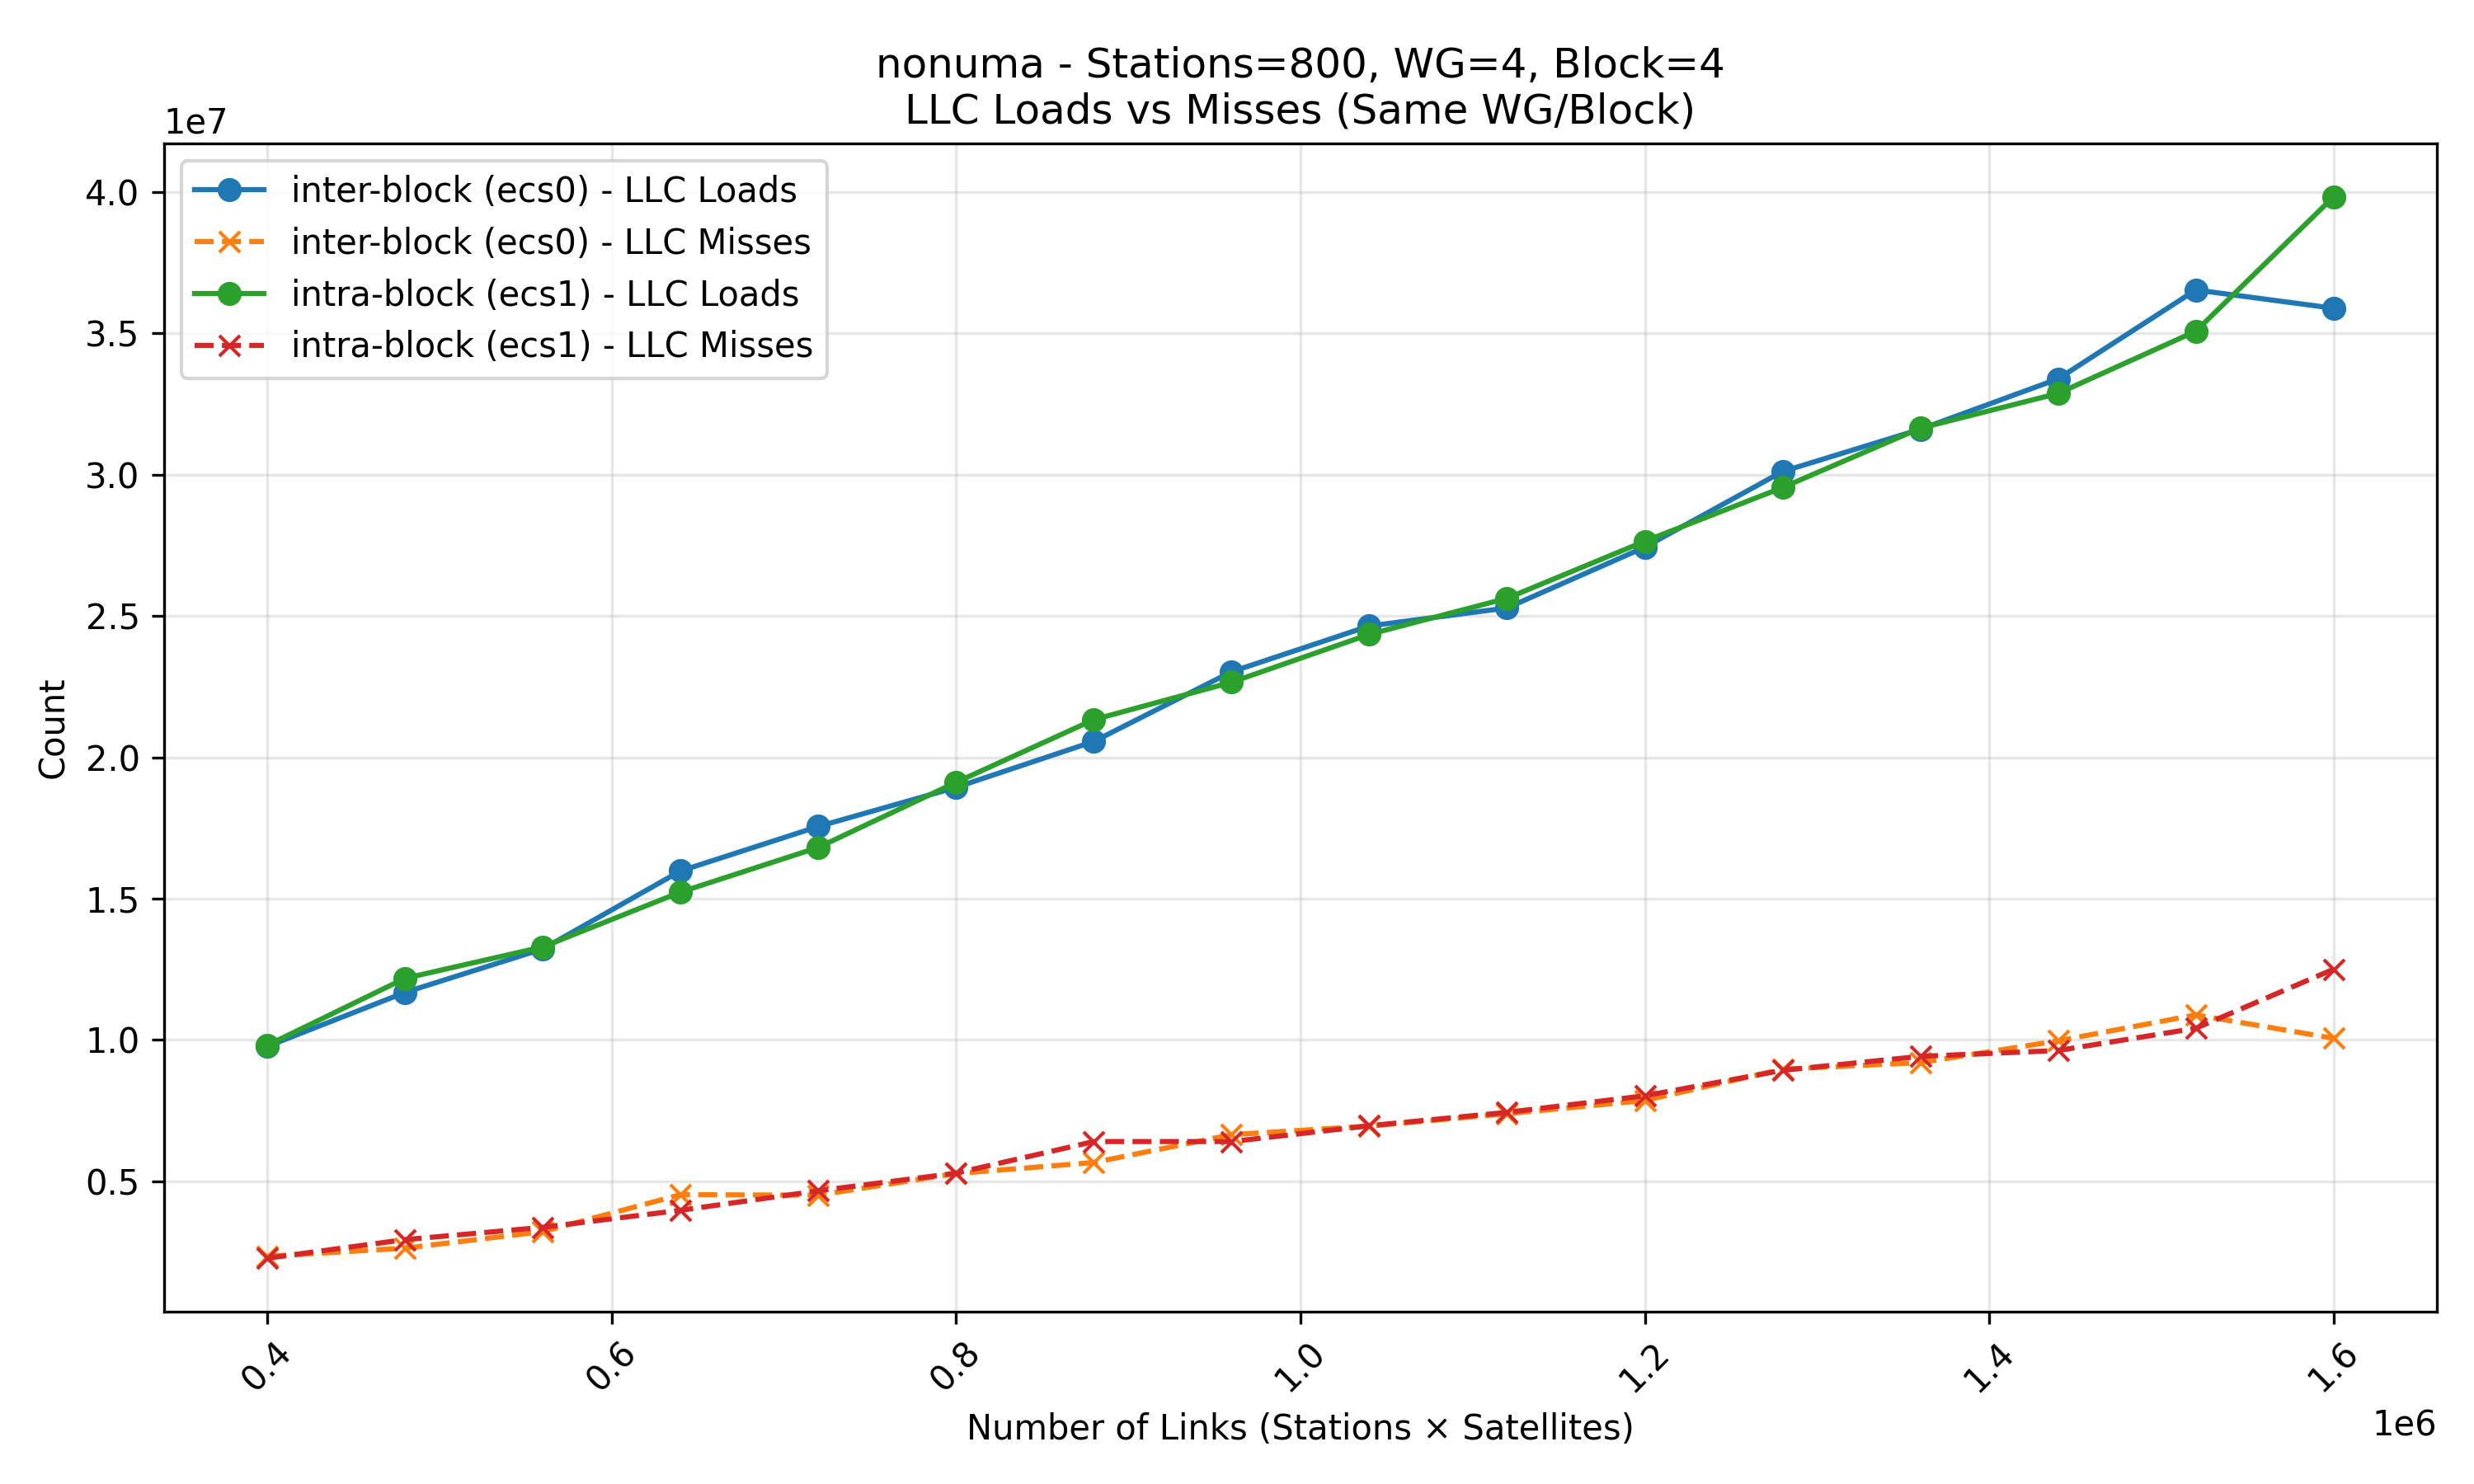 nonuma - Stations=800, WG=4, Block=4
LLC Loads vs Misses (Same WG/Block)
1e7
inter-block (ecs0) - LLC Loads
inter-block (ecs0) - LLC Misses
intra-block (ecs1) - LLC Loads
intra-block (ecs1) - LLC Misses
4.0
3.5
3.0
2.5
2.0
1.5
1.0
0.5
Count
0.4
0.6
0.8
1.0
1.2
1.4
1.6
Number of Links (Stations × Satellites)
1e6